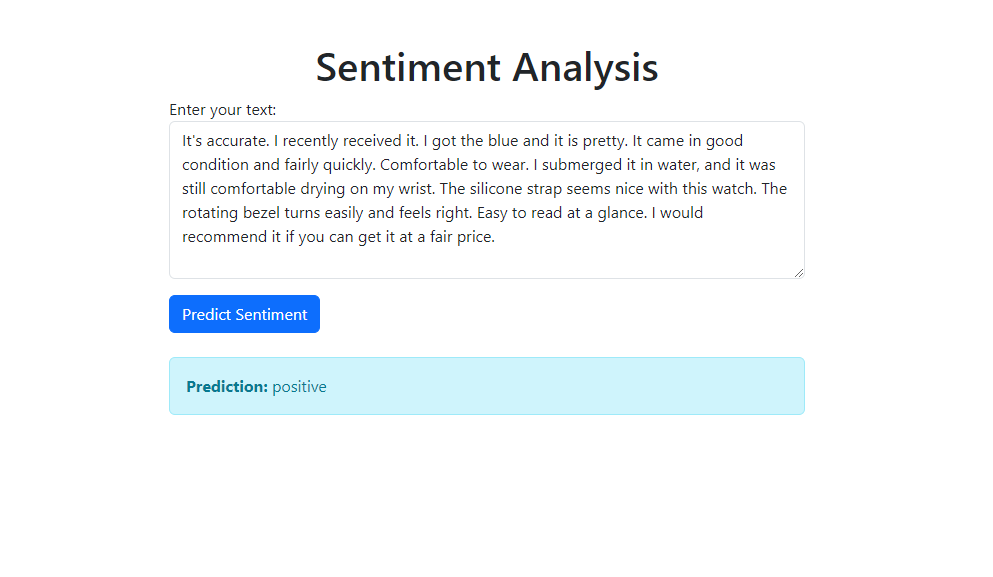 Sentiment Analysis
Enter your text:
It's accurate. I recently received it. I got the blue and it is pretty. It came in good
condition and fairly quickly. Comfortable to wear. I submerged it in water, and it was
still comfortable drying on my wrist. The silicone strap seems nice with this watch. The
rotating bezel turns easily and feels right. Easy to read at a glance. I would
recommend it if you can get it at a fair price.
Predict Sentiment
Prediction: positive